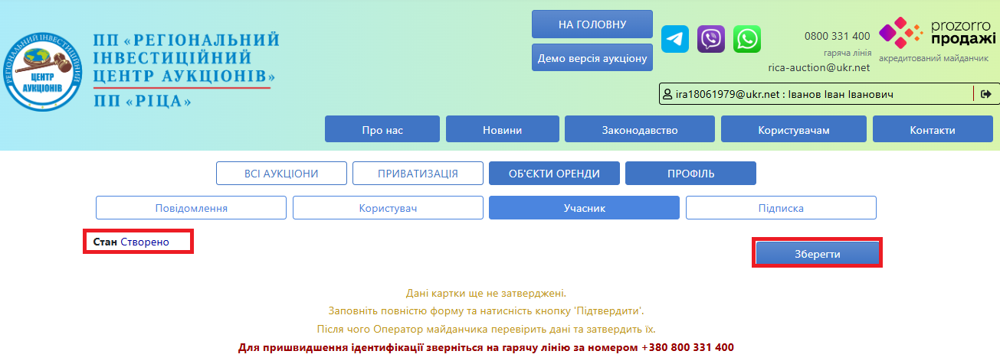 РЕГІОНАЛЬНИЙ ІНВЕСТИЦІЙНИЙ
ЦЕНТР
АУКЦІОНІВ
ПП «РЕГІОНАЛЬНИЙ
ІНВЕСТИЦІЙНИЙ
ЦЕНТР АУКЦІОНІВ»
ПП «РІЦА»
НА ГОЛОВНУ
Демо версія аукціону
0800 331 400
гаряча лінія
rica-auction@ukr.net
prozorro
продажі
акредитований майданчик
ira18061979@ukr.net : Іванов Іван Іванович
Про нас Новини Законодавство Користувачам Контакти
ВСІ АУКЦІОНИ ПРИВАТИЗАЦІЯ ОБ'ЄКТИ ОРЕНДИ ПРОФІЛЬ
Повідомлення Користувач Учасник Підписка
Стан Створено
Зберегти
Дані картки ще не затверджені.
Заповніть повністю форму та натисність кнопку 'Підтвердити'.
Після чого Оператор майданчика перевірить дані та затвердить їх.
Для пришвидшення ідентифікації зверніться на гарячу лінію за номером +380 800 331 400